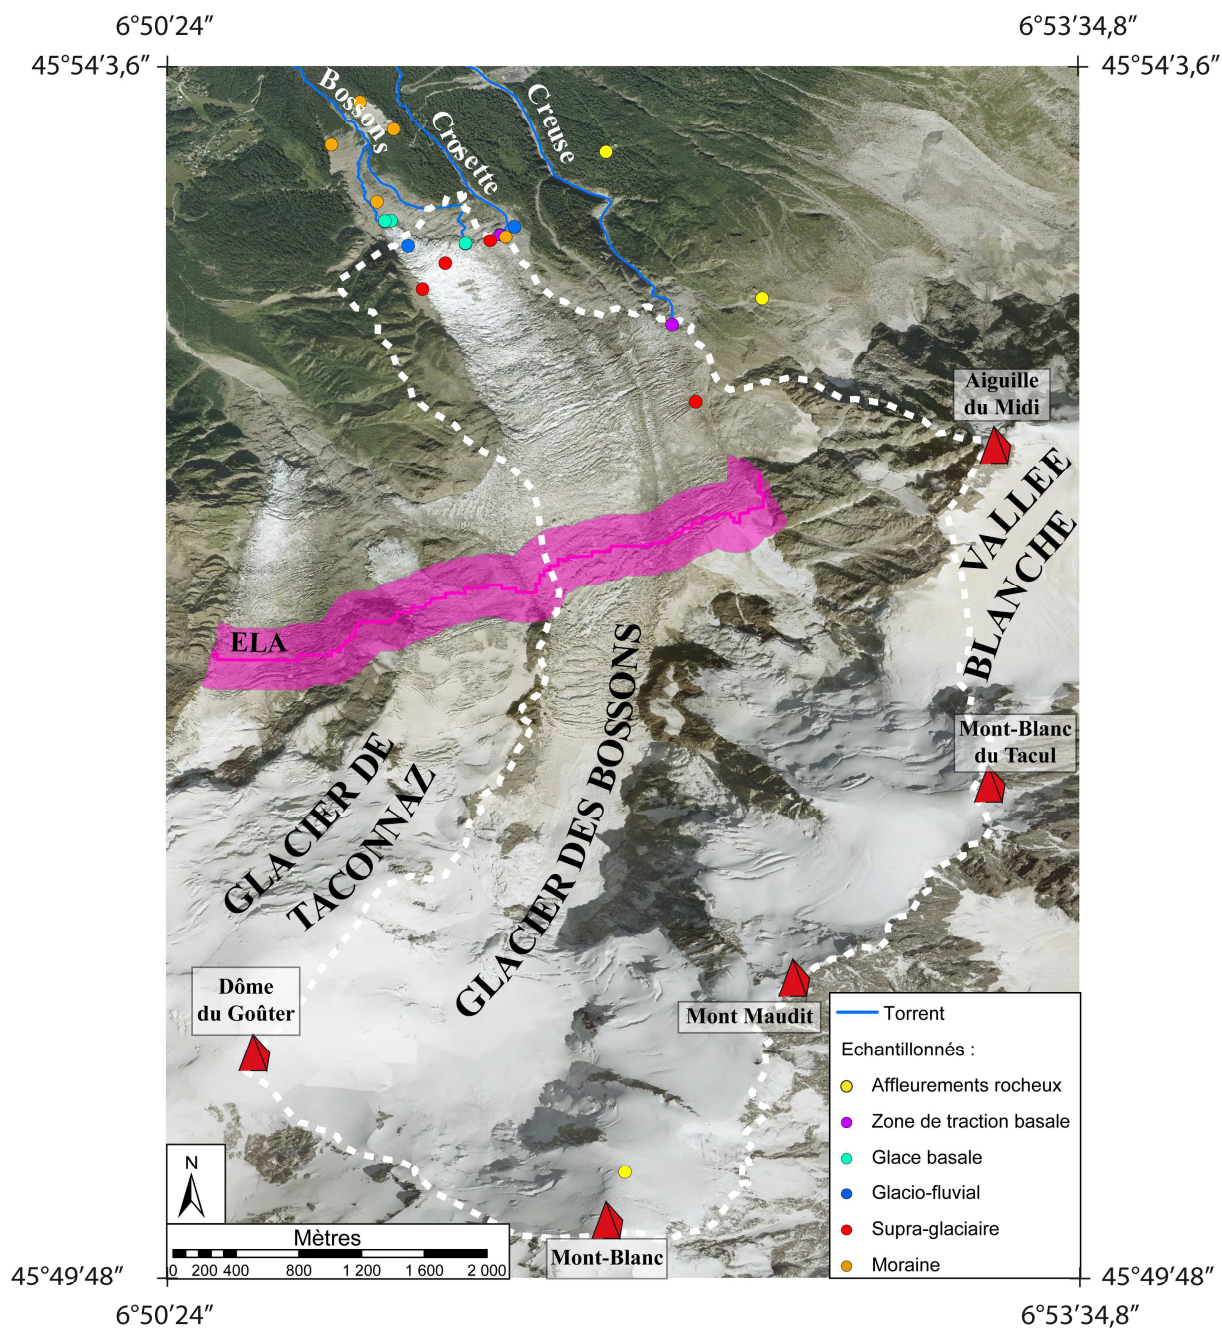 6°50′24″
6°53′34,8″
45°54′3,6″
45°54′3,6″
Bossons
Crosette
Creuse
Aiguille
du Midi
VALLEE
BLANCHE
ELA
Mont-Blanc
du Tacul
GLACIER DE
TACONNAZ
GLACIER DES BOSSONS
Dôme
du Goûter
Mont Maudit
Mont-Blanc
Torrent
Echantillonnés :
Affleurements rocheux
Zone de traction basale
Glace basale
Glacio-fluvial
Supra-glaciaire
Moraine
N
Mètres
0 200 400 800 1 200 1 600 2 000
45°49′48″
45°49′48″
6°50′24″
6°53′34,8″